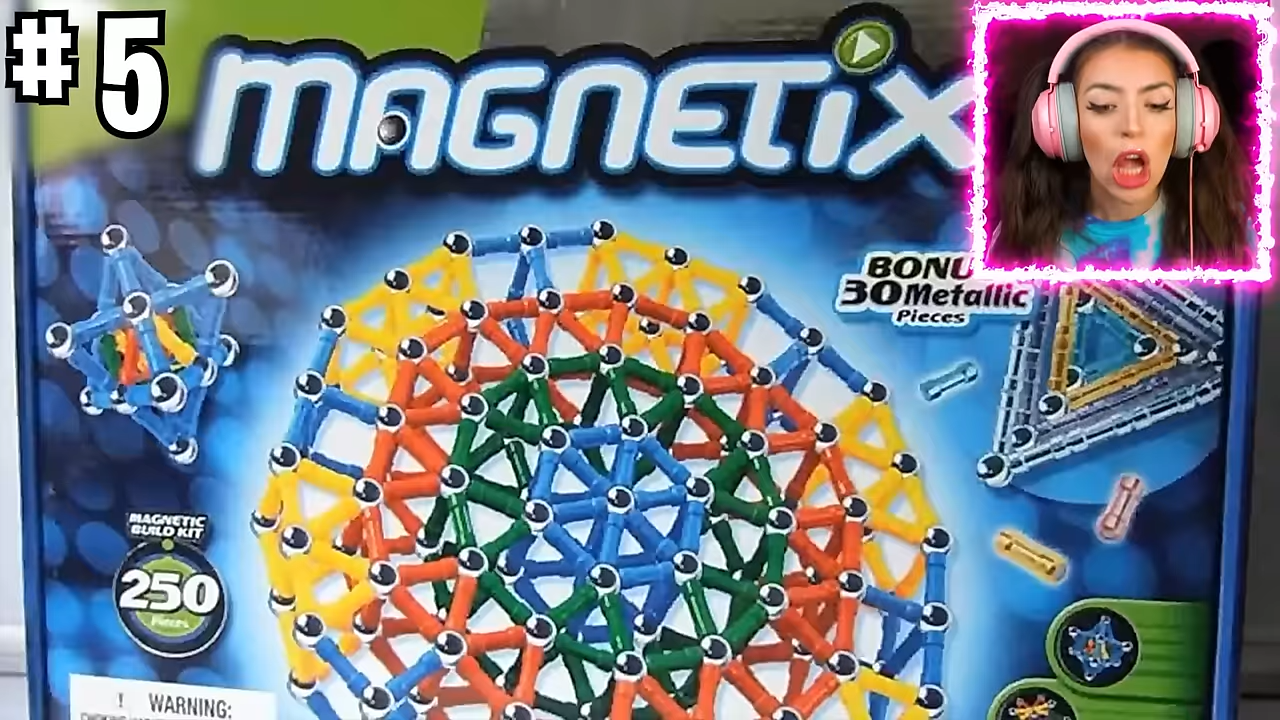 #5
MAGNETiX
BONU
30 Metallic
Pieces
MAGNETIC
BUILD KIT
250
Pieces
! WARNING: